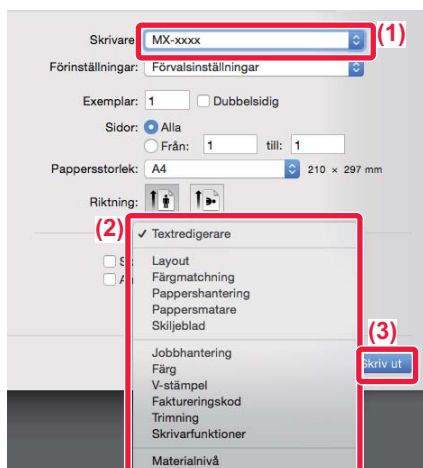 Skrivare: MX-xxxx (1)
Förinställningar: Förvalsinställningar
Exemplar: 1 Dubbelsidig
Sidor: Alla
Från: 1 till: 1
Papperstorlek: A4 210 × 297 mm
Riktning:
(2) ✓ Textredigerare
Layout
Färgmatchning
Pappershantering
Pappersmatare
Skiljeblad
(3)
Jobbhantering
Färg Skriv ut
V-stämpel
Faktureringskod
Trimning
Skrivarfunktioner
Materialnivå